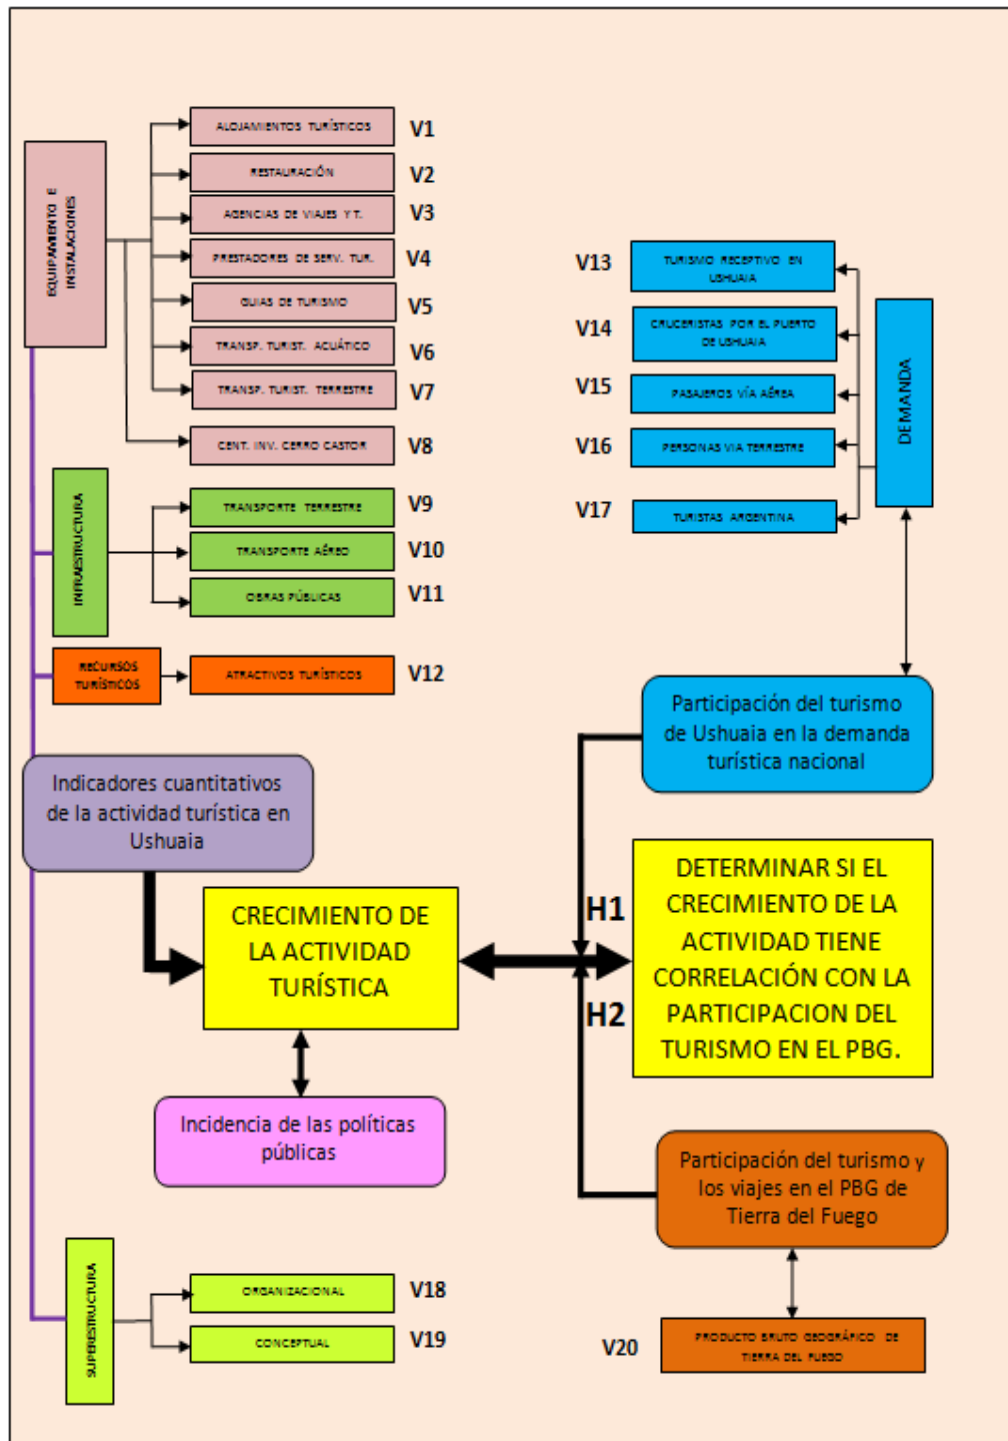 EQUIPAMIENTO E
INSTALACIONES
ALOJAMIENTOS TURÍSTICOS
V1
RESTAURACIÓN
V2
AGENCIAS DE VIAJES Y T.
V3
PRESTADORES DE SERV. TUR.
V4
GUIAS DE TURISMO
V5
TRANSP. TURIST. ACUÁTICO
V6
TRANSP. TURIST. TERRESTRE
V7
CENT. INV. CERRO CASTOR
V8
INFRAESTRUCTURA
TRANSPORTE TERRESTRE
V9
TRANSPORTE AÉREO
V10
OBRAS PÚBLICAS
V11
RECURSOS
TURÍSTICOS
ATRACTIVOS TURÍSTICOS
V12
V13
TURISMO RECEPTIVO EN
USHUAIA
V14
CRUCERISTAS POR EL PUERTO
DE USHUAIA
V15
PASAJEROS VÍA AÉREA
V16
PERSONAS VIA TERRESTRE
V17
TURISTAS ARGENTINA
DEMANDA
Participación del turismo
de Ushuaia en la demanda
turística nacional
Indicadores cuantitativos
de la actividad turística en
Ushuaia
CRECIMIENTO DE
LA ACTIVIDAD
TURÍSTICA
H1
H2
DETERMINAR SI EL
CRECIMIENTO DE LA
ACTIVIDAD TIENE
CORRELACIÓN CON LA
PARTICIPACION DEL
TURISMO EN EL PBG.
Incidencia de las políticas
públicas
Participación del turismo y
los viajes en el PBG de
Tierra del Fuego
SUPERESTRUCTURA
ORGANIZACIONAL
V18
CONCEPTUAL
V19
V20
PRODUCTO BRUTO GEOGRÁFICO DE
TIERRA DEL FUEGO